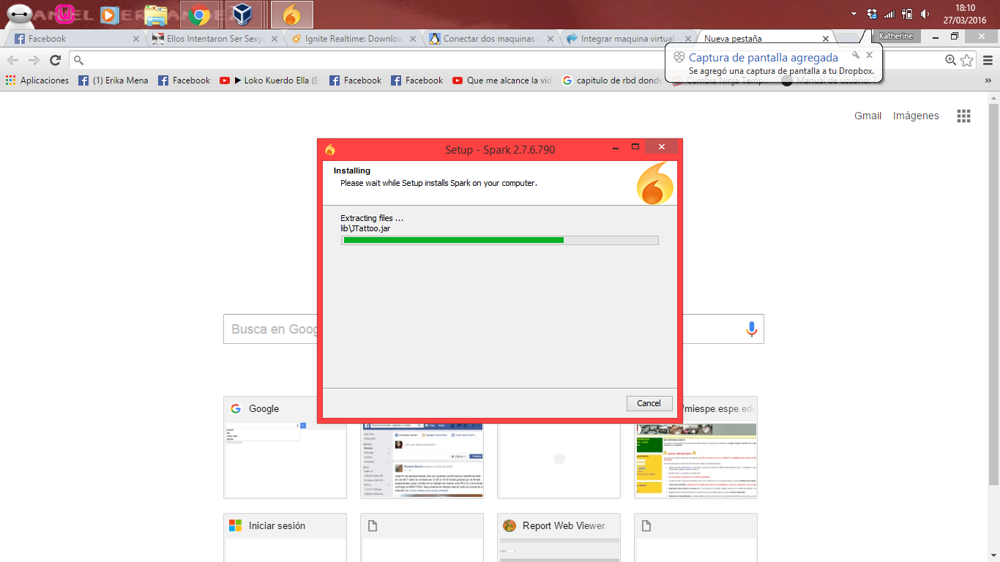 18:10
27/03/2016
Facebook
Ellos Intentaron Ser Sexys
Ignite Realtime: Downloa
Conectar dos maquinas v
Integrar maquina virtual
Nueva pestaña
Katherine
Captura de pantalla agregada
Se agregó una captura de pantalla a tu Dropbox.
Aplicaciones
(1) Erika Mena
Facebook
Loko Kuerdo Ella (E
Facebook
Facebook
Que me alcance la vid
capitulo de rbd donde
Cumbia Ninja Tempo
Manual de usuario: T
»
Gmail
Imágenes
Setup - Spark 2.7.6.790
Installing
Please wait while Setup installs Spark on your computer.
Extracting files ...
lib\JTattoo.jar
Busca en Goog
Cancel
Google
/miespe.espe.edu
Iniciar sesión
Report Web Viewer